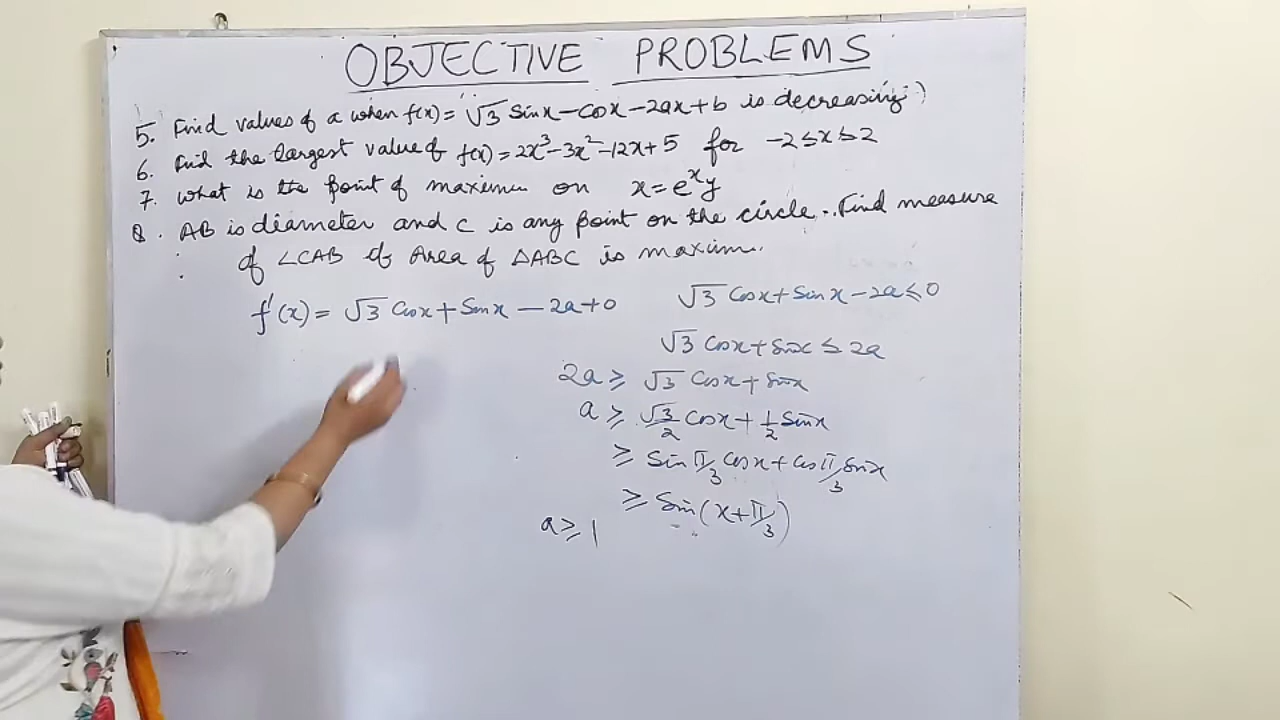 OBJECTIVE PROBLEMS
5. Find values of a when f(x) = √3 Sinx - Cosx - 2ax + b is decreasing?
6. Find the largest value of f(x) = 2x³ - 3x² - 12x + 5 for -2 ≤ x ≤ 2
7. What is the point of maximum on x = eˣy
8. AB is diameter and C is any point on the circle. Find measure
of ∠CAB if Area of △ABC is maxim.
f'(x) = √3 Cosx + Sinx - 2a + 0
√3 Cosx + Sinx - 2a ≤ 0
√3 Cosx + Sinx ≤ 2a
2a ≥ √3 Cosx + Sinx
a ≥ √3/2 Cosx + 1/2 Sinx
≥ Sin π/3 Cosx + Cos π/3 Sinx
≥ Sin(x + π/3)
a ≥ 1